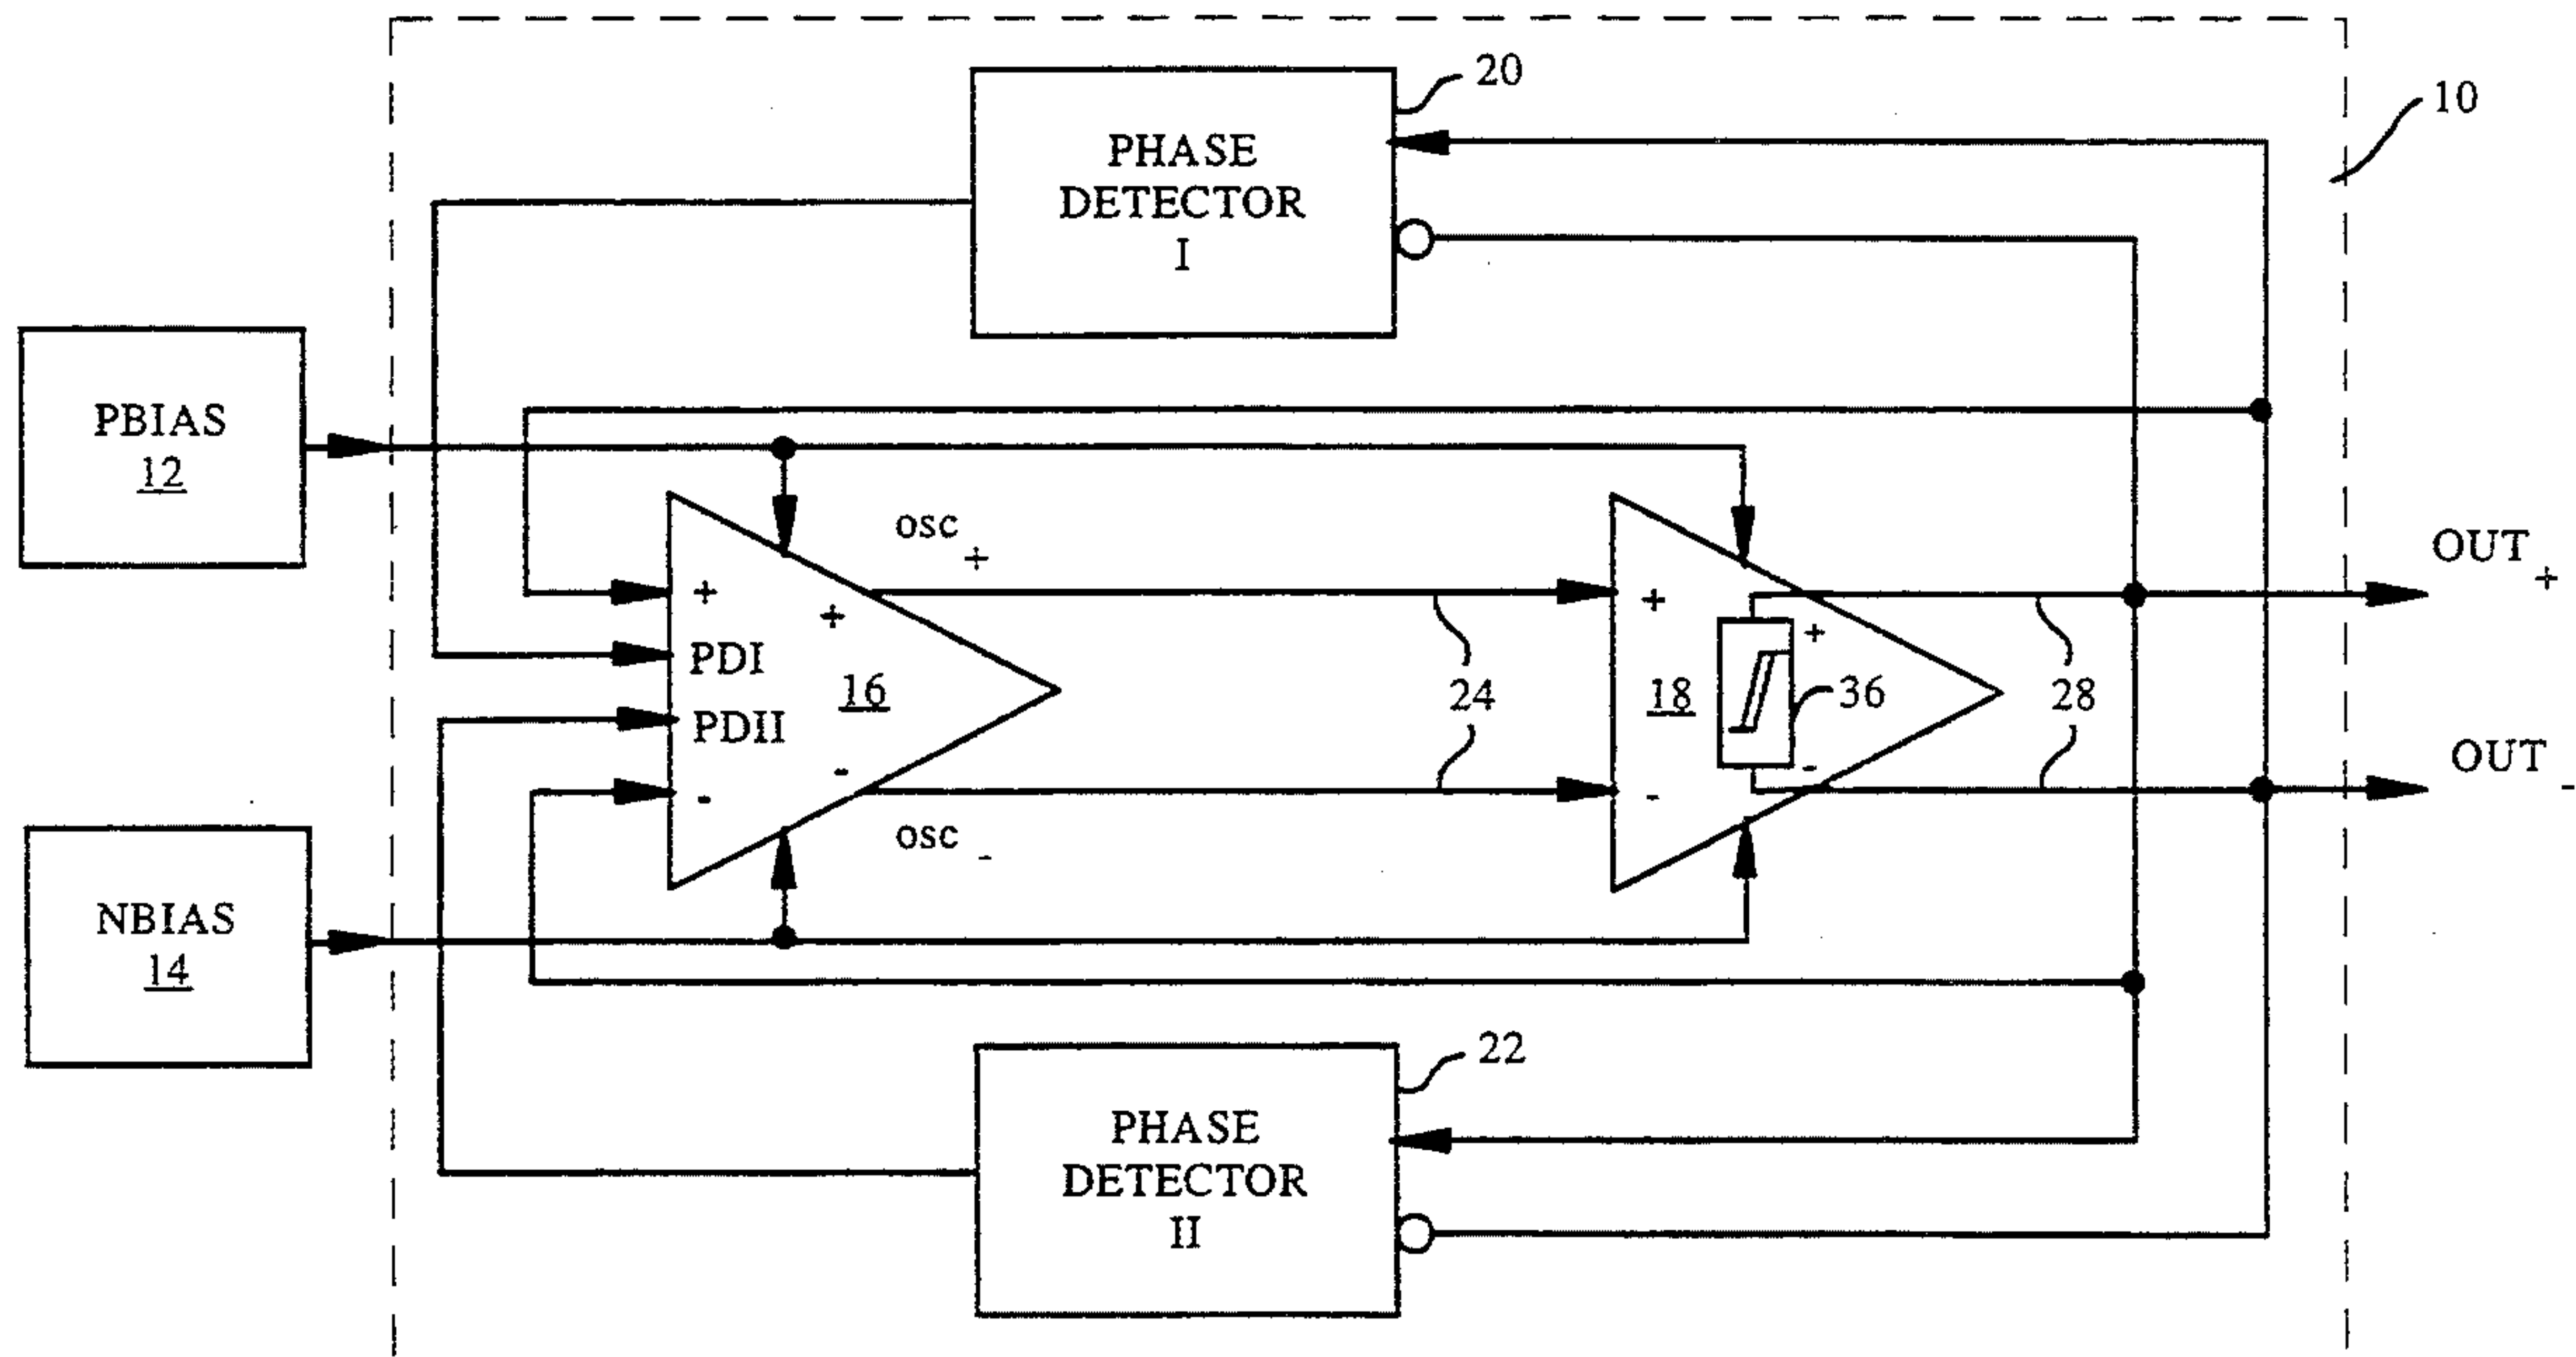 20
10
PHASE
DETECTOR
I
PBIAS
12
osc
+
OUT
+
+
+
+
+
PDI
16
24
18
36
28
PDII
-
-
-
-
OUT
-
osc
-
NBIAS
14
22
PHASE
DETECTOR
II